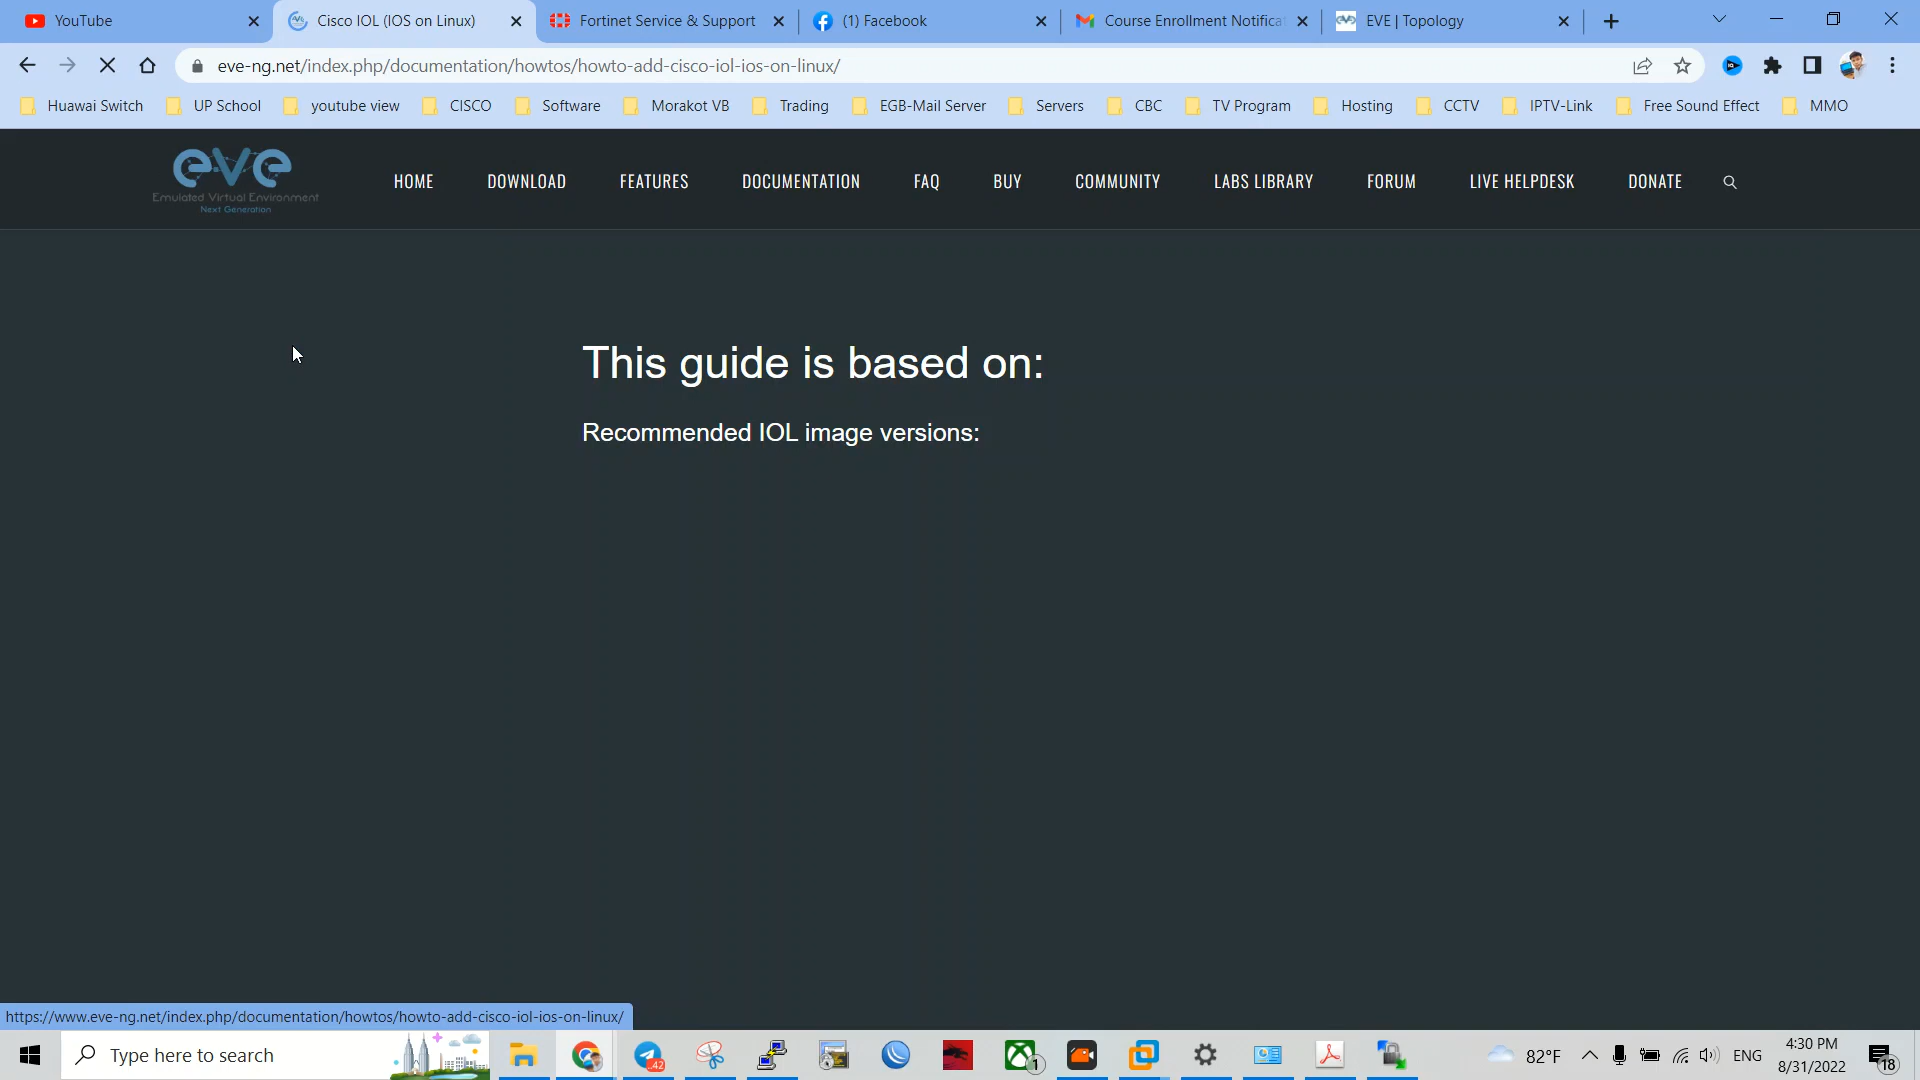 YouTube
Cisco IOL (IOS on Linux)
Fortinet Service & Support
(1) Facebook
Course Enrollment Notifica
EVE | Topology
eve-ng.net/index.php/documentation/howtos/howto-add-cisco-iol-ios-on-linux/
Huawai Switch
UP School
youtube view
CISCO
Software
Morakot VB
Trading
EGB-Mail Server
Servers
CBC
TV Program
Hosting
CCTV
IPTV-Link
Free Sound Effect
MMO
eve
Emulated Virtual Environment
Next Generation
HOME
DOWNLOAD
FEATURES
DOCUMENTATION
FAQ
BUY
COMMUNITY
LABS LIBRARY
FORUM
LIVE HELPDESK
DONATE
This guide is based on:
Recommended IOL image versions:
https://www.eve-ng.net/index.php/documentation/howtos/howto-add-cisco-iol-ios-on-linux/
Type here to search
42
1
82°F
ENG
4:30 PM
8/31/2022
18